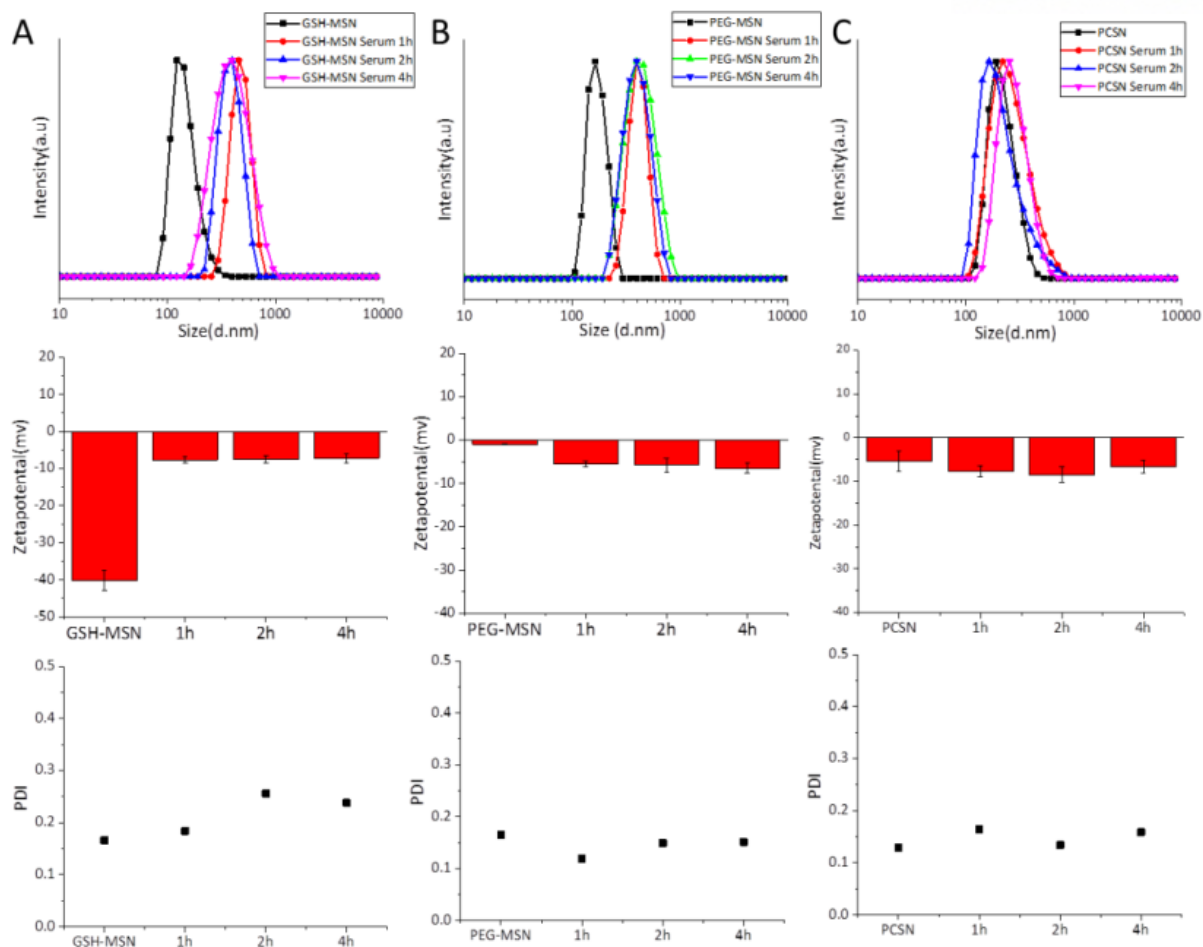 A
GSH-MSN
GSH-MSN Serum 1h
GSH-MSN Serum 2h
GSH-MSN Serum 4h
Intensity(a.u)
10 100 1000 10000
Size(d.nm)
B
PEG-MSN
PEG-MSN Serum 1h
PEG-MSN Serum 2h
PEG-MSN Serum 4h
Intensity(a.u)
10 100 1000 10000
Size (d.nm)
C
PCSN
PCSN Serum 1h
PCSN Serum 2h
PCSN Serum 4h
Intensity(a.u)
10 100 1000 10000
Size(d.nm)
Zetapotental(mv)
20
10
0
-10
-20
-30
-40
-50
GSH-MSN 1h 2h 4h
Zetapotental(mv)
20
10
0
-10
-20
-30
-40
PEG-MSN 1h 2h 4h
Zetapotental(mv)
20
10
0
-10
-20
-30
-40
PCSN 1h 2h 4h
PDI
0.5
0.4
0.3
0.2
0.1
0.0
GSH-MSN 1h 2h 4h
PDI
0.5
0.4
0.3
0.2
0.1
0.0
PEG-MSN 1h 2h 4h
PDI
0.5
0.4
0.3
0.2
0.1
0.0
PCSN 1h 2h 4h